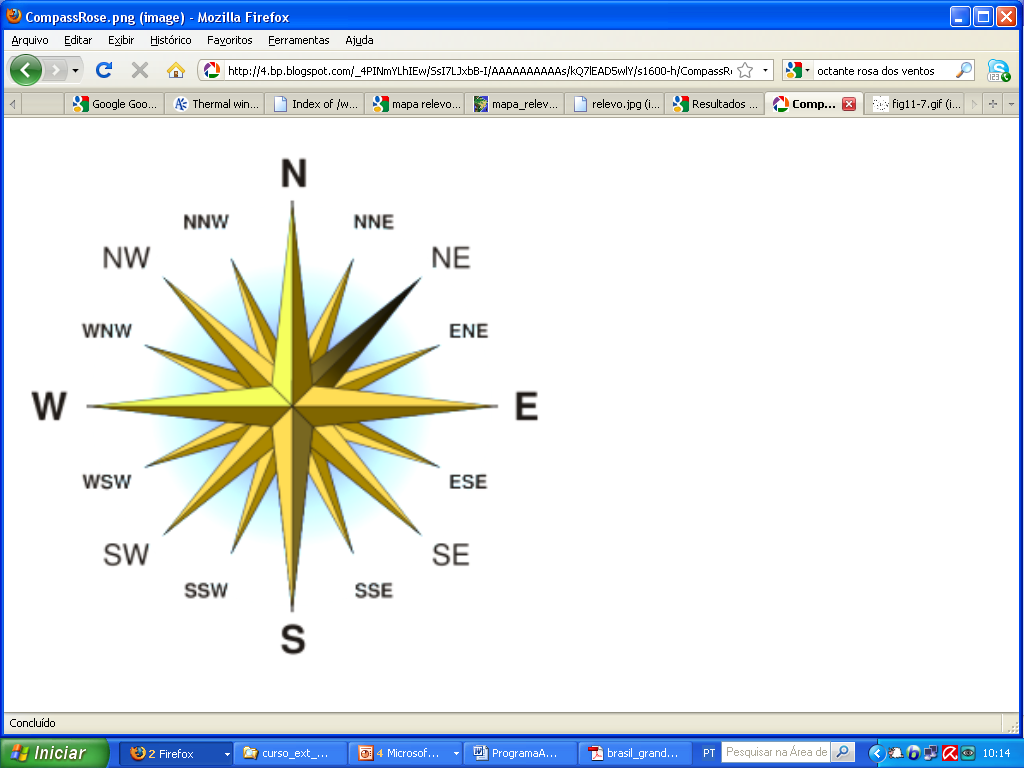 CompassRose.png (image) - Mozilla Firefox
Arquivo Editar Exibir Histórico Favoritos Ferramentas Ajuda
http://4.bp.blogspot.com/_4PINmYLhIEw/SsI7LJxbB-I/AAAAAAAAAAs/kQ7lEAD5wlY/s1600-h/CompassR
octante rosa dos ventos
Google Goo... Thermal win... Index of /w... mapa relevo... mapa_relev... relevo.jpg (i... Resultados ... Comp... fig11-7.gif (i...
N
NNW NNE
NW NE
WNW ENE
W E
WSW ESE
SW SE
SSW SSE
S
Concluído
Iniciar 2 Firefox curso_ext_... 4 Microsof... ProgramaA... brasil_grand... PT Pesquisar na Área de 10:14